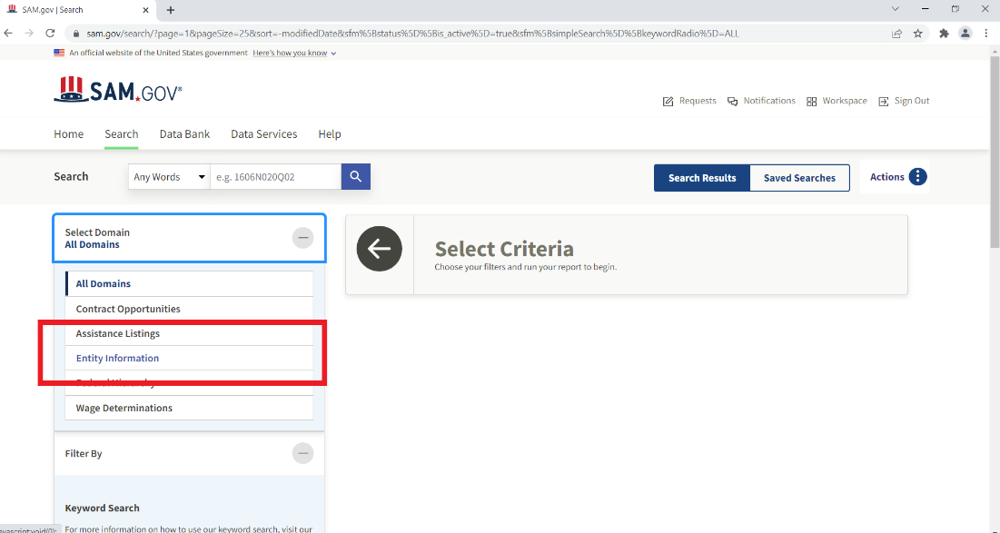 SAM.gov | Search
sam.gov/search/?page=1&pageSize=25&sort=-modifiedDate&sfm%5Bstatus%5D%5Bis_active%5D=true&sfm%5BsimpleSearch%5D%5BkeywordRadio%5D=ALL
An official website of the United States government Here's how you know
SAM.GOV®
Requests Notifications Workspace Sign Out
Home Search Data Bank Data Services Help
Search Any Words e.g. 1606N020Q02 Search Results Saved Searches Actions
Select Domain
All Domains
Select Criteria
Choose your filters and run your report to begin.
All Domains
Contract Opportunities
Assistance Listings
Entity Information
Federal Hierarchy
Wage Determinations
Filter By
Keyword Search
For more information on how to use our keyword search, visit our
avascript:void(0);